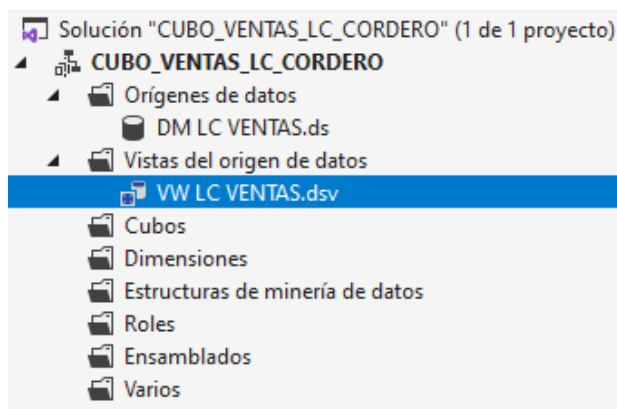 Solución "CUBO_VENTAS_LC_CORDERO" (1 de 1 proyecto)
CUBO_VENTAS_LC_CORDERO
Orígenes de datos
DM LC VENTAS.ds
Vistas del origen de datos
VW LC VENTAS.dsv
Cubos
Dimensiones
Estructuras de minería de datos
Roles
Ensamblados
Varios